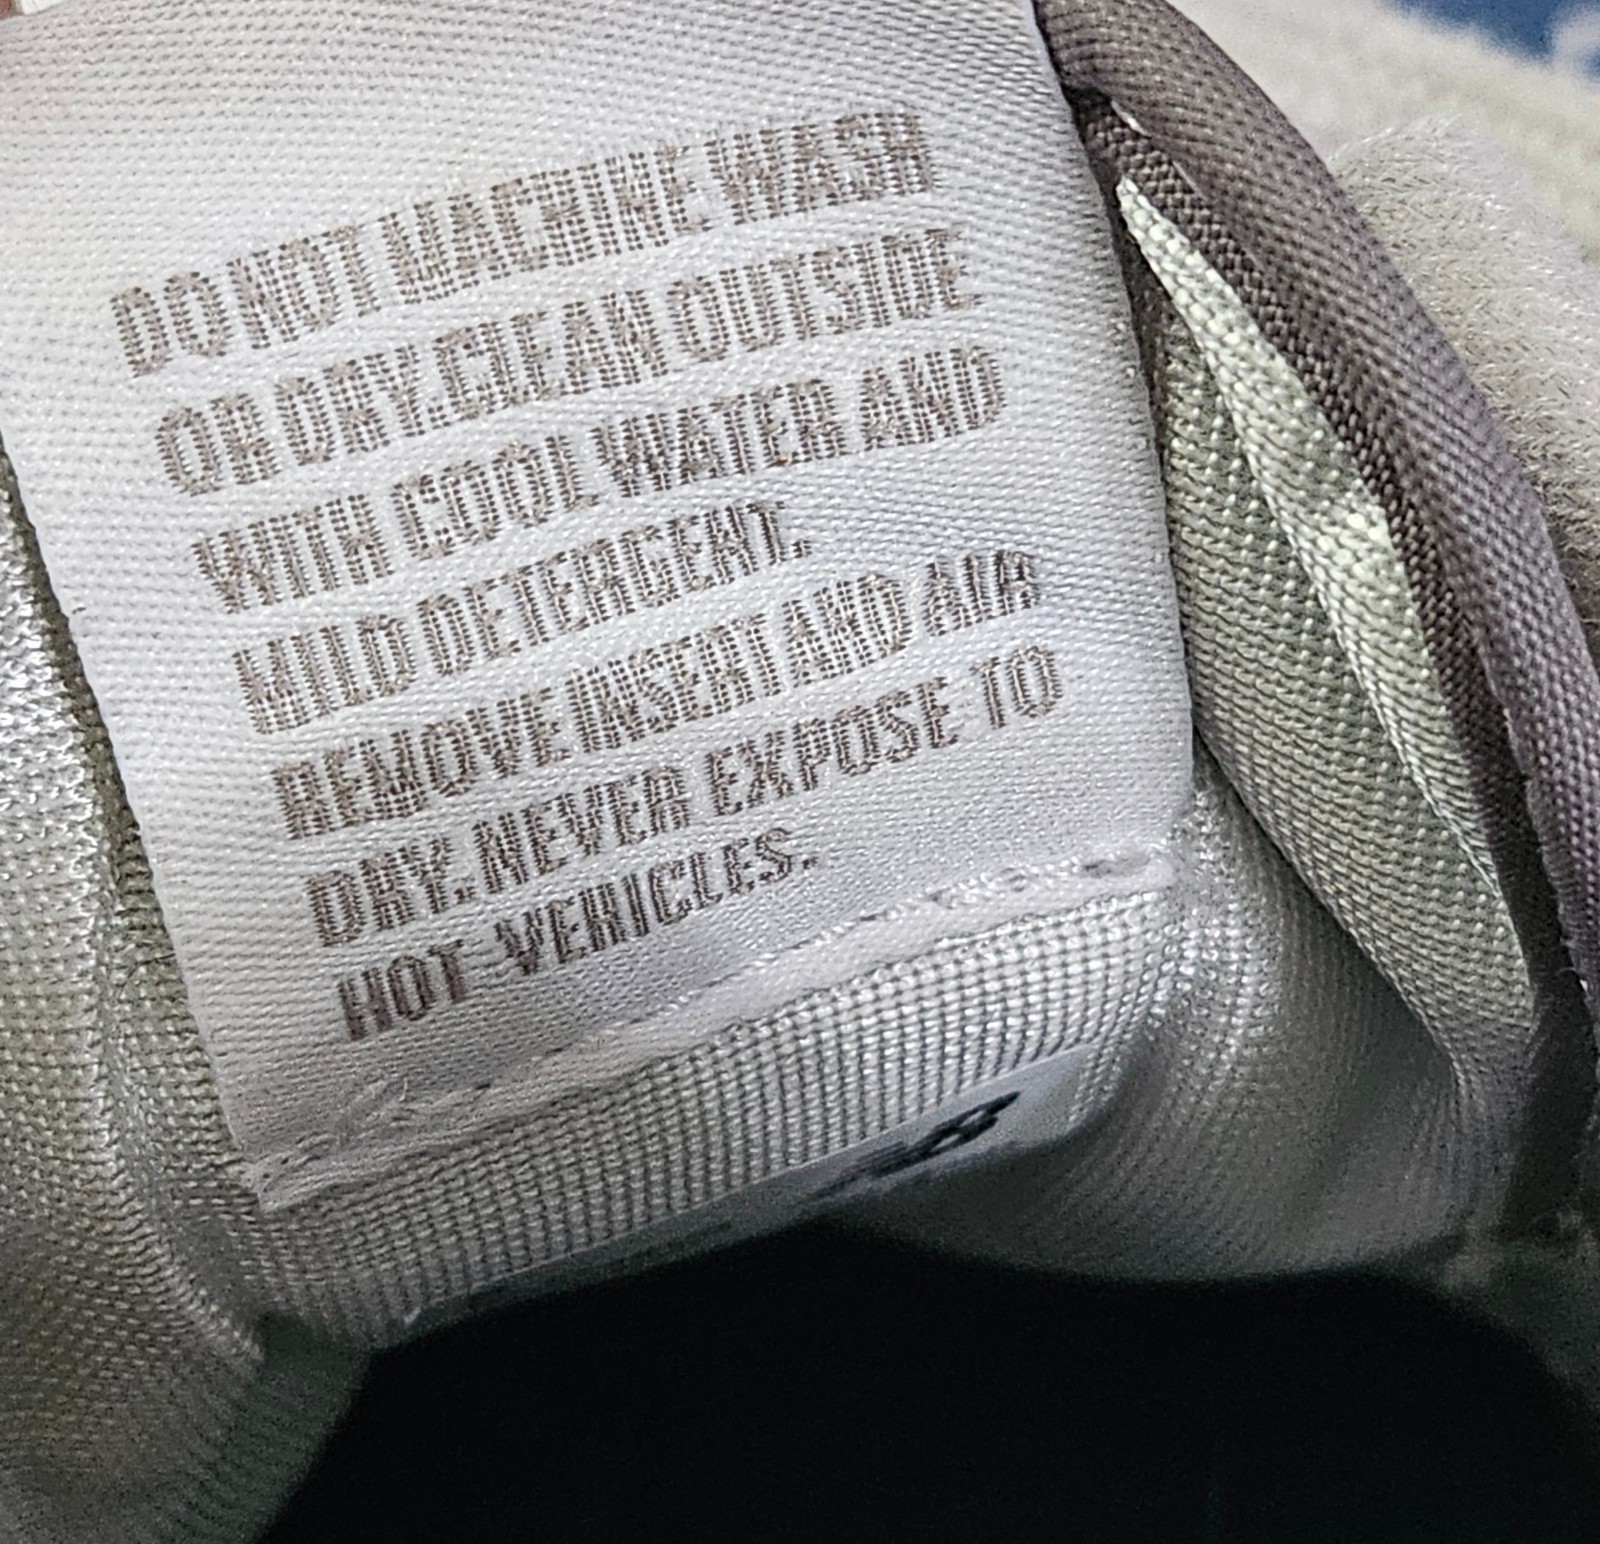 DO NOT MACHINE WASH
OR DRY. CLEAN OUTSIDE
WITH COOL WATER AND
MILD DETERGENT.
REMOVE INSERT AND AIR
DRY. NEVER EXPOSE TO
HOT VEHICLES.